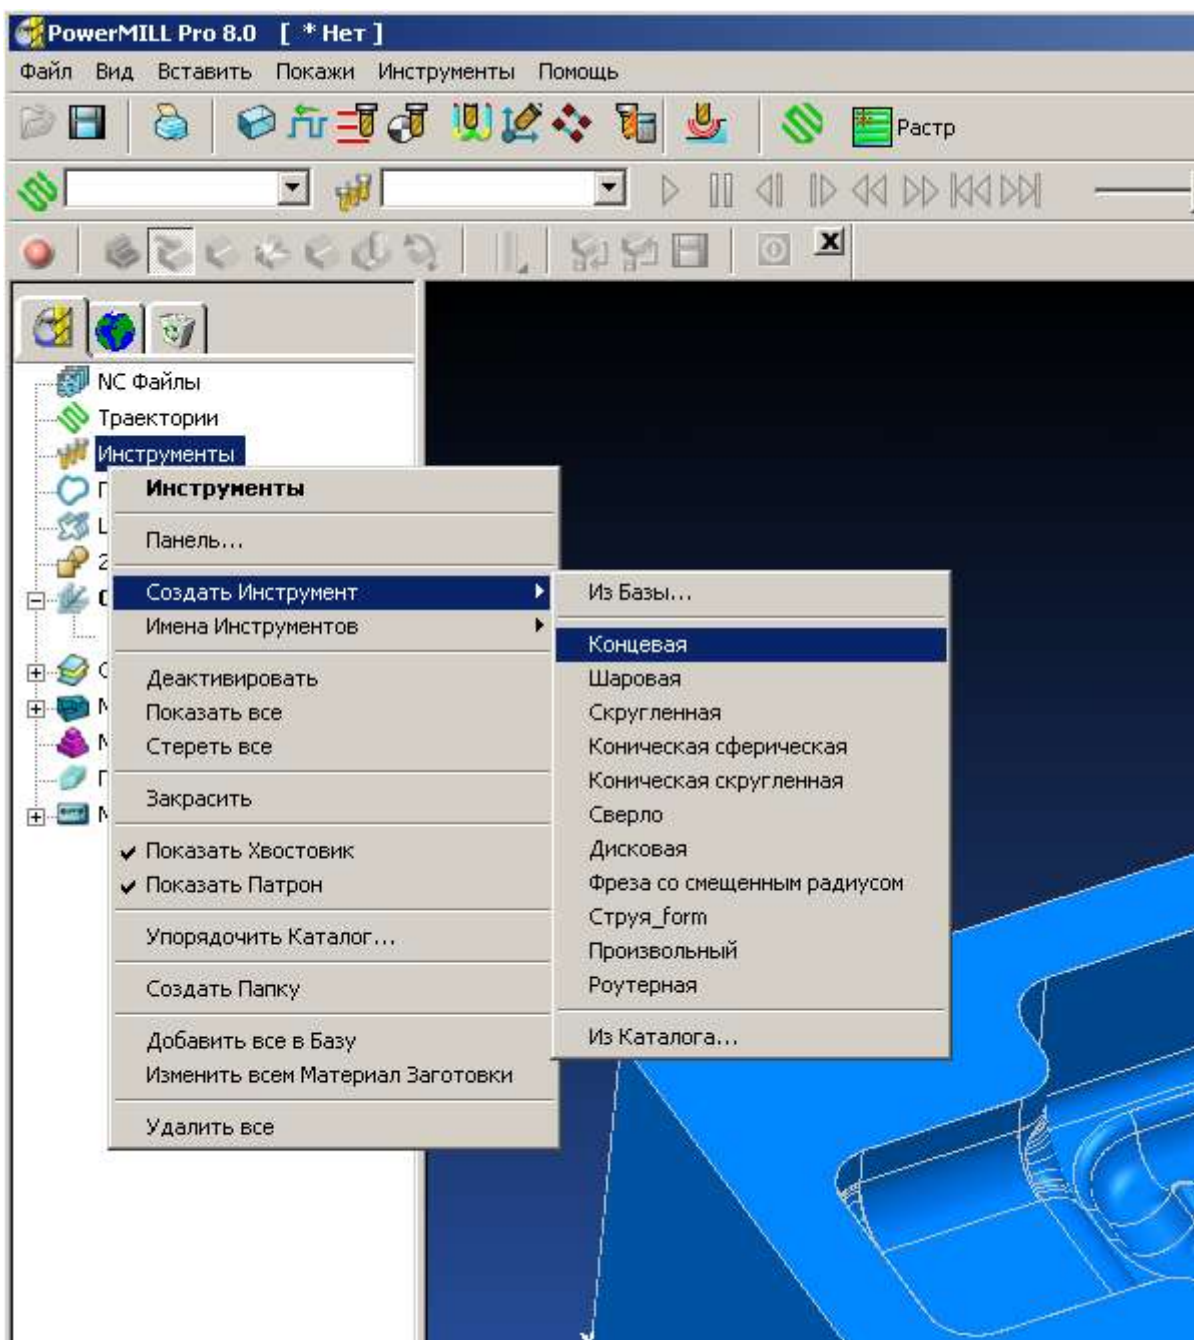 PowerMILL Pro 8.0 [ * Нет ]
Файл Вид Вставить Покажи Инструменты Помощь
Растр
NC Файлы
Траектории
Инструменты
Инструменты
Панель...
Создать Инструмент
Имена Инструментов
Деактивировать
Показать все
Стереть все
Закрасить
Показать Хвостовик
Показать Патрон
Упорядочить Каталог...
Создать Папку
Добавить все в Базу
Изменить всем Материал Заготовки
Удалить все
Из Базы...
Концевая
Шаровая
Скругленная
Коническая сферическая
Коническая скругленная
Сверло
Дисковая
Фреза со смещенным радиусом
Струя_form
Произвольный
Роутерная
Из Каталога...